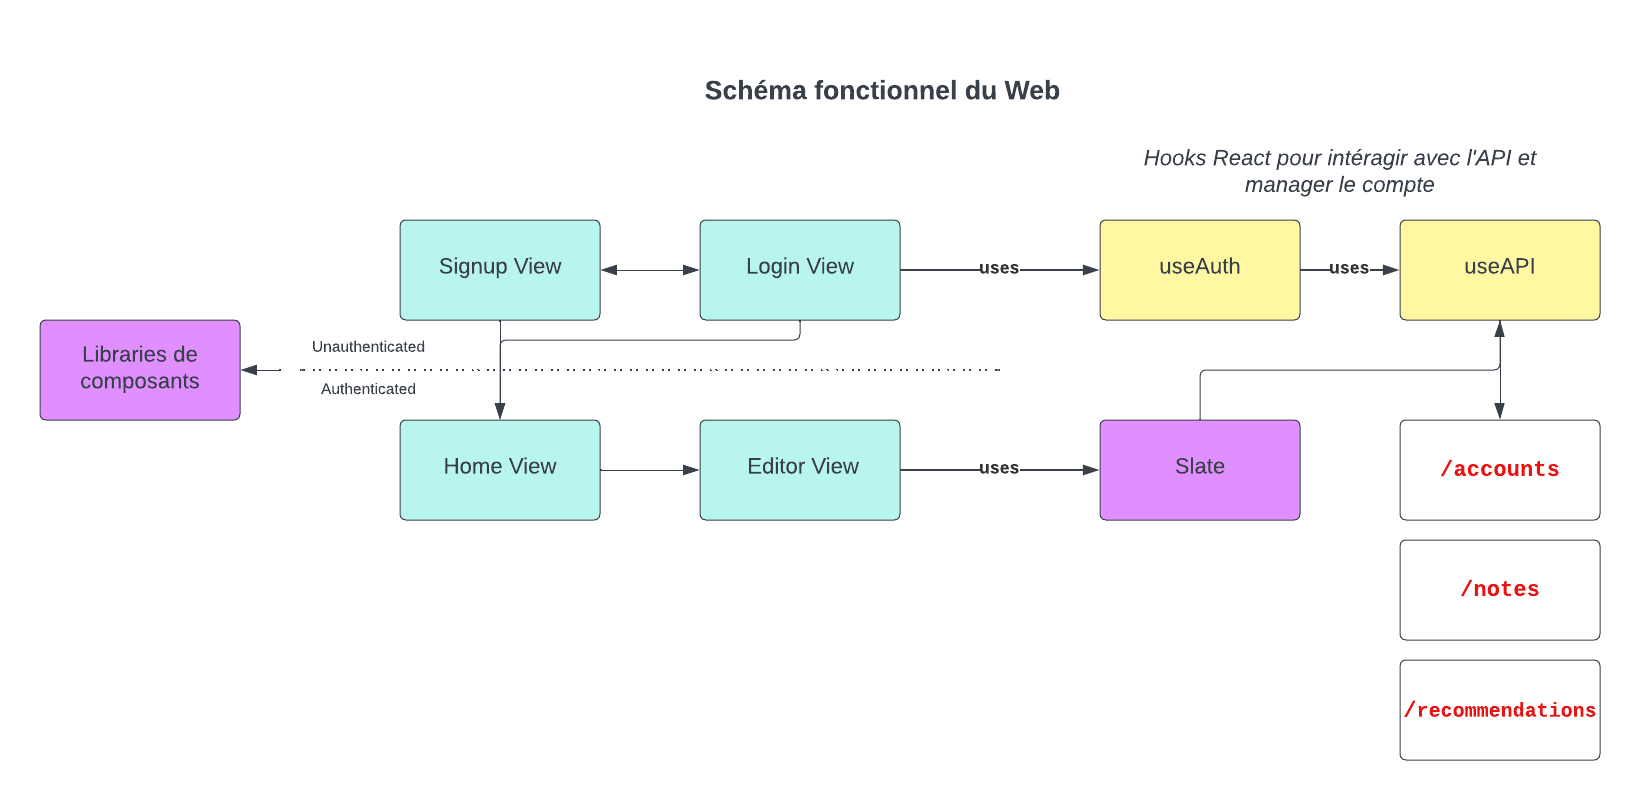 Schéma fonctionnel du Web
Hooks React pour intéragir avec l'API et
manager le compte
Signup View
Login View
uses
useAuth
uses
useAPI
Libraries de
composants
Unauthenticated
Authenticated
Home View
Editor View
uses
Slate
/accounts
/notes
/recommendations